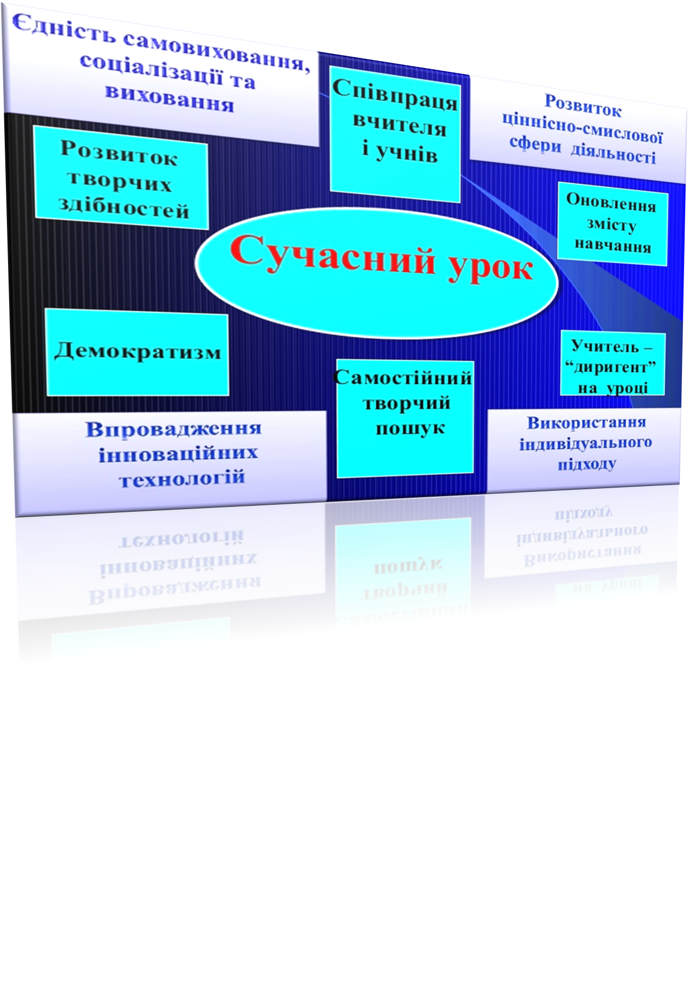 Єдність самовиховання,
соціалізації та
виховання
Співпраця
вчителя
і учнів
Розвиток
ціннісно-смислової
сфери діяльності
Розвиток
творчих
здібностей
Оновлення
змісту
навчання
Сучасний урок
Демократизм
Самостійний
творчий
пошук
Учитель –
“диригент”
на уроці
Впровадження
інноваційних
технологій
Використання
індивідуального
підходу